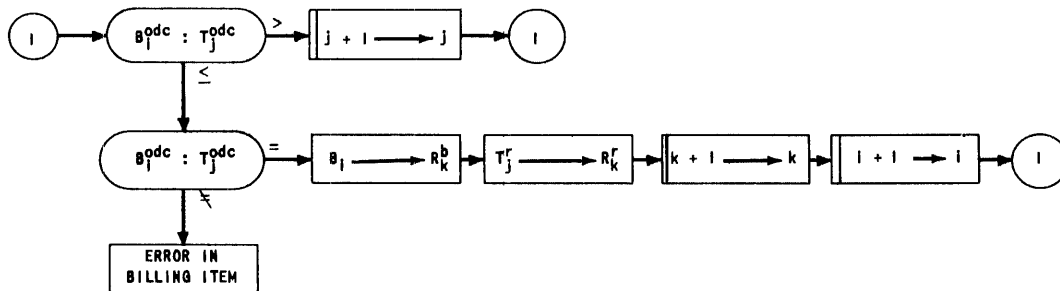 1 B_i^odc : T_j^odc > j + 1 ⟶ j 1
≤
B_i^odc : T_j^odc = B_i ⟶ R_k^b T_j^r ⟶ R_k^r k + 1 ⟶ k i + 1 ⟶ i 1
≠
ERROR IN
BILLING ITEM